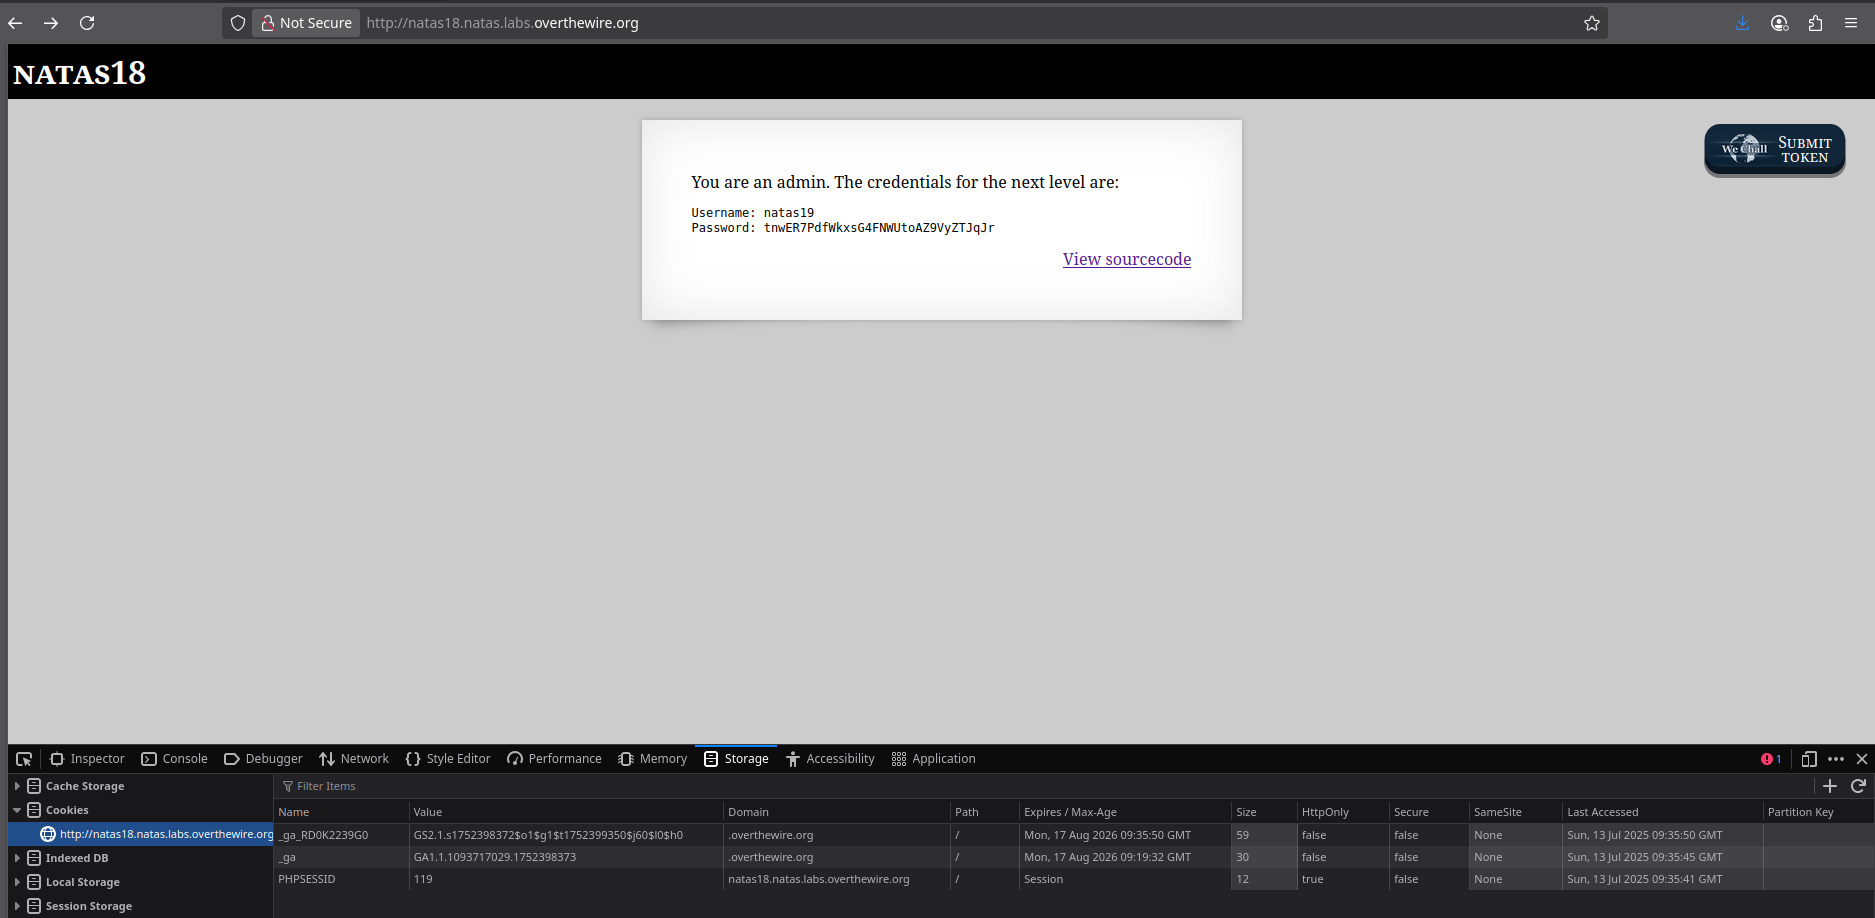 Not Secure http://natas18.natas.labs.overthewire.org
NATAS18
We Chall SUBMIT TOKEN
You are an admin. The credentials for the next level are:
Username: natas19
Password: tnwER7PdfWkxsG4FNWUtoAZ9VyZTJqJr
View sourcecode
Inspector Console Debugger Network Style Editor Performance Memory Storage Accessibility Application 1
Cache Storage
Cookies
http://natas18.natas.labs.overthewire.org
Indexed DB
Local Storage
Session Storage
Filter Items
Name Value Domain Path Expires / Max-Age Size HttpOnly Secure SameSite Last Accessed Partition Key
_ga_RD0K2239G0 GS2.1.s1752398372$o1$g1$t1752399350$j60$l0$h0 .overthewire.org / Mon, 17 Aug 2026 09:35:50 GMT 59 false false None Sun, 13 Jul 2025 09:35:50 GMT
_ga GA1.1.1093717029.1752398373 .overthewire.org / Mon, 17 Aug 2026 09:19:32 GMT 30 false false None Sun, 13 Jul 2025 09:35:45 GMT
PHPSESSID 119 natas18.natas.labs.overthewire.org / Session 12 true false None Sun, 13 Jul 2025 09:35:41 GMT